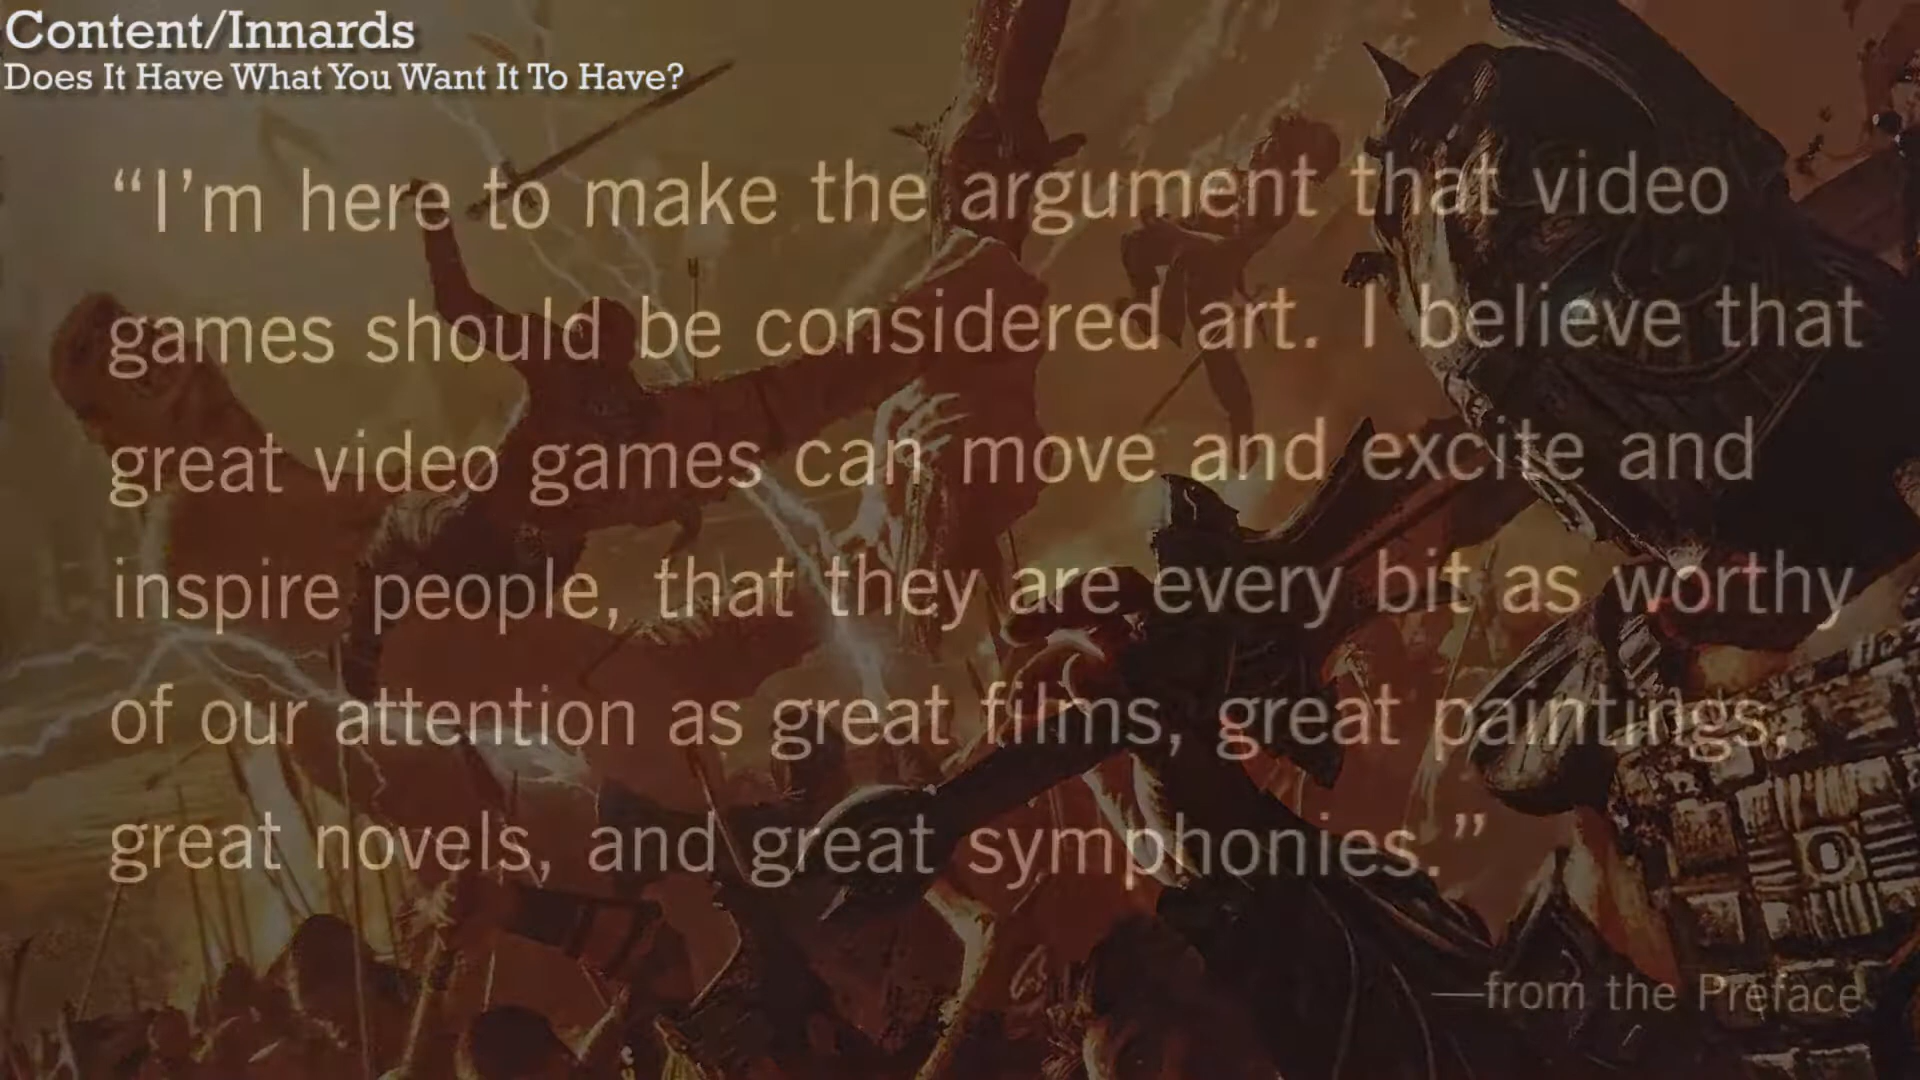 Content/Innards
Does It Have What You Want It To Have?
“I’m here to make the argument that video
games should be considered art. I believe that
great video games can move and excite and
inspire people, that they are every bit as worthy
of our attention as great films, great paintings,
great novels, and great symphonies.”
—from the Preface